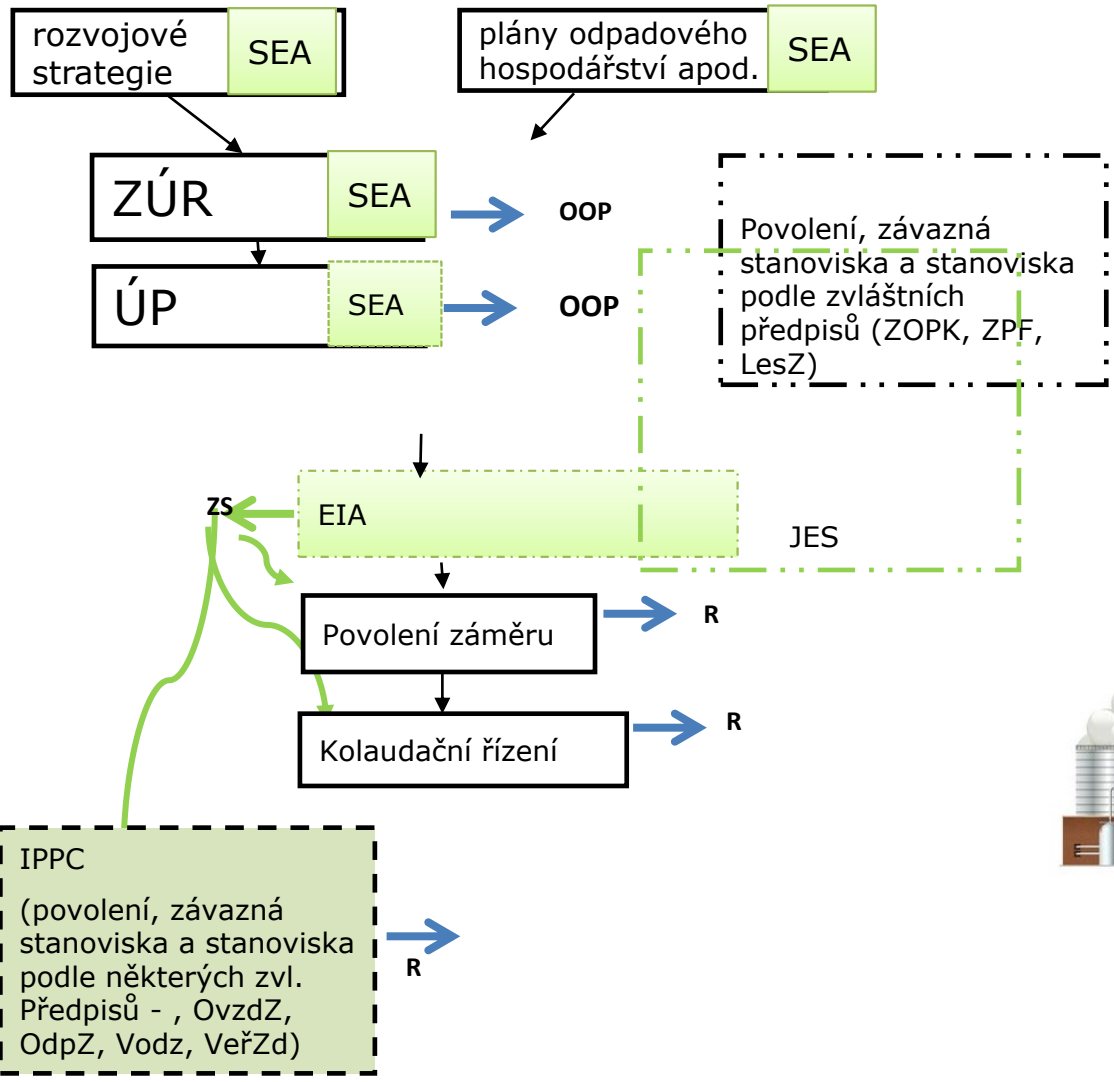 rozvojové
strategie
SEA
plány odpadového
hospodářství apod.
SEA
ZÚR
SEA
OOP
ÚP
SEA
OOP
Povolení, závazná
stanoviska a stanoviska
podle zvláštních
předpisů (ZOPK, ZPF,
LesZ)
ZS
EIA
JES
Povolení záměru
R
Kolaudační řízení
R
IPPC
(povolení, závazná
stanoviska a stanoviska
podle některých zvl.
Předpisů - , OvzdZ,
OdpZ, Vodz, VeřZd)
R